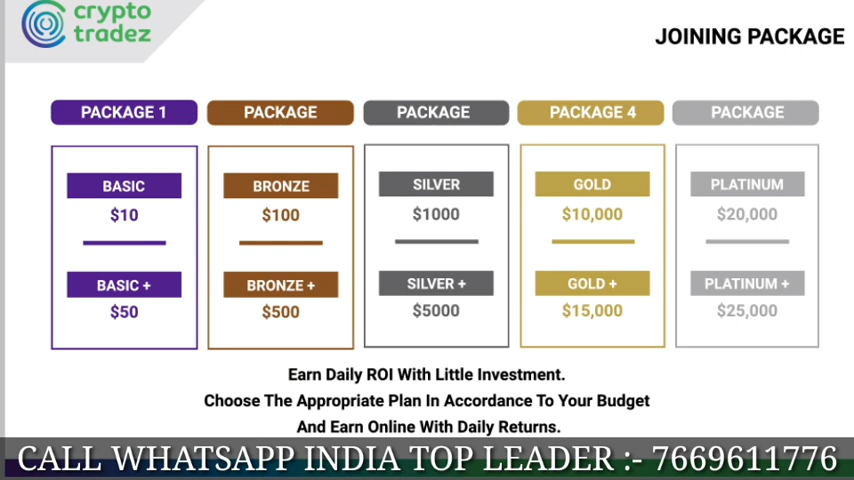 crypto
tradez
JOINING PACKAGE
PACKAGE 1
PACKAGE
PACKAGE
PACKAGE 4
PACKAGE
BASIC
$10
BASIC +
$50
BRONZE
$100
BRONZE +
$500
SILVER
$1000
SILVER +
$5000
GOLD
$10,000
GOLD +
$15,000
PLATINUM
$20,000
PLATINUM +
$25,000
Earn Daily ROI With Little Investment.
Choose The Appropriate Plan In Accordance To Your Budget
And Earn Online With Daily Returns.
CALL WHATSAPP INDIA TOP LEADER :- 7669611776